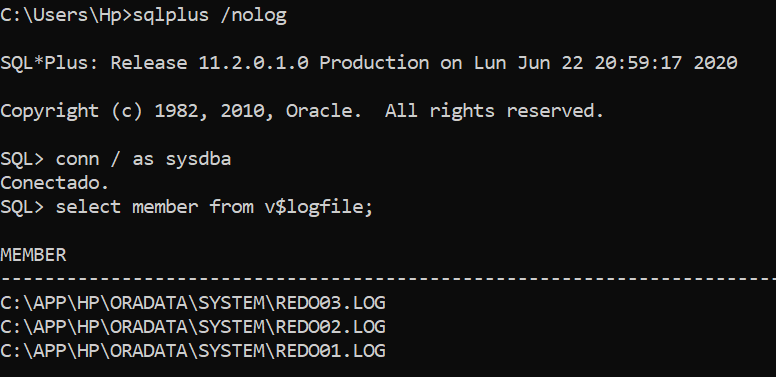 C:\Users\Hp>sqlplus /nolog
SQL*Plus: Release 11.2.0.1.0 Production on Lun Jun 22 20:59:17 2020
Copyright (c) 1982, 2010, Oracle.  All rights reserved.
SQL> conn / as sysdba
Conectado.
SQL> select member from v$logfile;
MEMBER
--------------------------------------------------------------------------------
C:\APP\HP\ORADATA\SYSTEM\REDO03.LOG
C:\APP\HP\ORADATA\SYSTEM\REDO02.LOG
C:\APP\HP\ORADATA\SYSTEM\REDO01.LOG